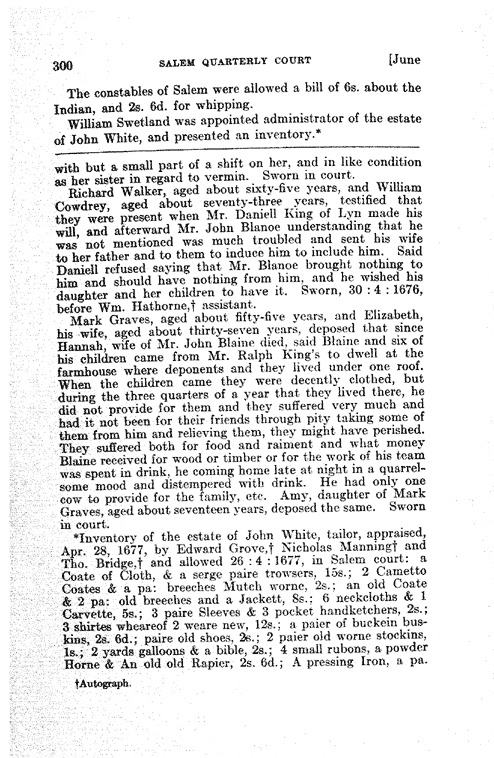 300 SALEM QUARTERLY COURT [June
The constables of Salem were allowed a bill of 6s. about the
Indian, and 2s. 6d. for whipping.
William Swetland was appointed administrator of the estate
of John White, and presented an inventory.*
with but a small part of a shift on her, and in like condition
as her sister in regard to vermin. Sworn in court.
Richard Walker, aged about sixty-five years, and William
Cowdrey, aged about seventy-three years, testified that
they were present when Mr. Daniell King of Lyn made his
will, and afterward Mr. John Blanoe understanding that he
was not mentioned was much troubled and sent his wife
to her father and to them to induce him to include him. Said
Daniell refused saying that Mr. Blanoe brought nothing to
him and should have nothing from him, and he wished his
daughter and her children to have it. Sworn, 30 : 4 : 1676,
before Wm. Hathorne,† assistant.
Mark Graves, aged about fifty-five years, and Elizabeth,
his wife, aged about thirty-seven years, deposed that since
Hannah, wife of Mr. John Blaine died, said Blaine and six of
his children came from Mr. Ralph King's to dwell at the
farmhouse where deponents and they lived under one roof.
When the children came they were decently clothed, but
during the three quarters of a year that they lived there, he
did not provide for them and they suffered very much and
had it not been for their friends through pity taking some of
them from him and relieving them, they might have perished.
They suffered both for food and raiment and what money
Blaine received for wood or timber or for the work of his team
was spent in drink, he coming home late at night in a quarrel-
some mood and distempered with drink. He had only one
cow to provide for the family, etc. Amy, daughter of Mark
Graves, aged about seventeen years, deposed the same. Sworn
in court.
*Inventory of the estate of John White, tailor, appraised,
Apr. 28, 1677, by Edward Grove,† Nicholas Manning† and
Tho. Bridge,† and allowed 26 : 4 : 1677, in Salem court: a
Coate of Cloth, & a serge paire trowsers, 15s.; 2 Cametto
Coates & a pa: breeches Mutch worne, 2s.; an old Coate
& 2 pa: old breeches and a Jackett, 8s.; 6 neckcloths & 1
Carvette, 5s.; 3 paire Sleeves & 3 pocket handketchers, 2s.;
3 shirtes wheareof 2 weare new, 12s.; a paier of buckein bus-
kins, 2s. 6d.; paire old shoes, 2s.; 2 paier old worne stockins,
1s.; 2 yards galloons & a bible, 2s.; 4 small rubons, a powder
Horne & An old old Rapier, 2s. 6d.; A pressing Iron, a pa.
†Autograph.